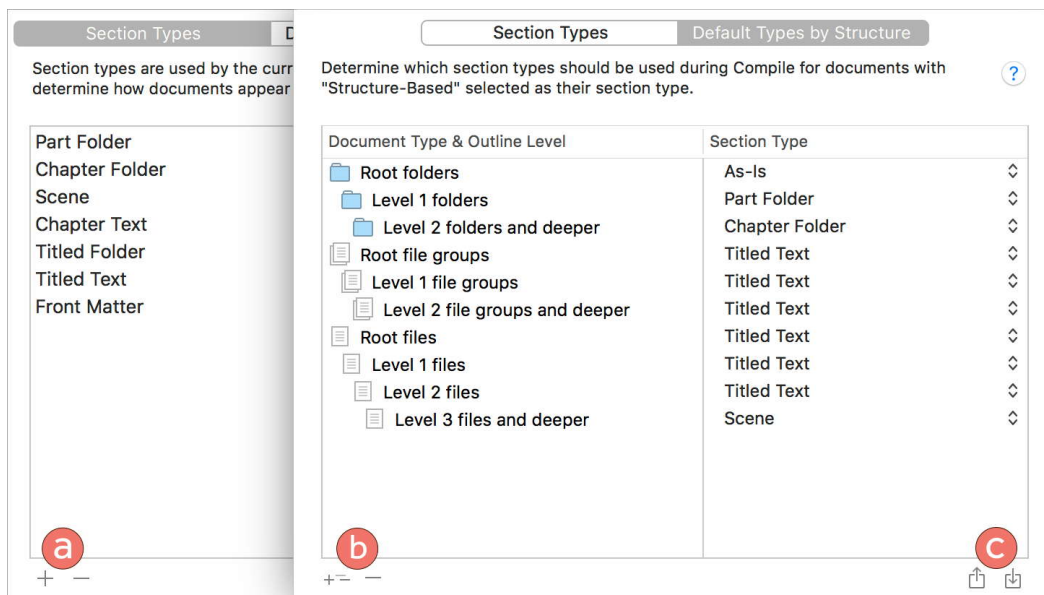 Section Types
D
Section types are used by the curr
determine how documents appear
Part Folder
Chapter Folder
Scene
Chapter Text
Titled Folder
Titled Text
Front Matter
a
+ −
Section Types Default Types by Structure
Determine which section types should be used during Compile for documents with
"Structure-Based" selected as their section type.
?
Document Type & Outline Level Section Type
Root folders As-Is
Level 1 folders Part Folder
Level 2 folders and deeper Chapter Folder
Root file groups Titled Text
Level 1 file groups Titled Text
Level 2 file groups and deeper Titled Text
Root files Titled Text
Level 1 files Titled Text
Level 2 files Titled Text
Level 3 files and deeper Scene
b
c